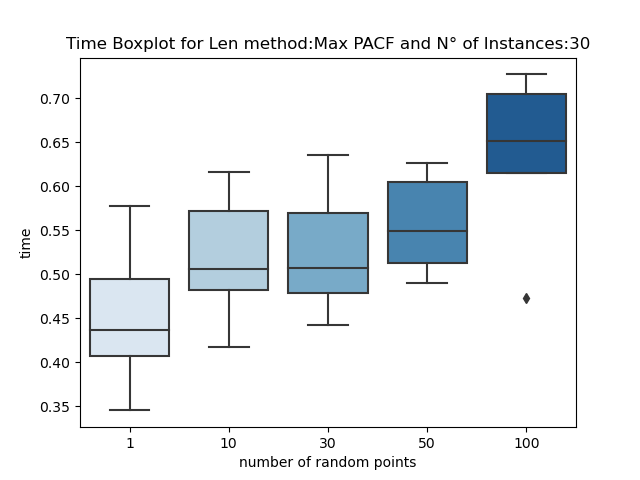 Time Boxplot for Len method:Max PACF and N° of Instances:30
time
0.70
0.65
0.60
0.55
0.50
0.45
0.40
0.35
1 10 30 50 100
number of random points